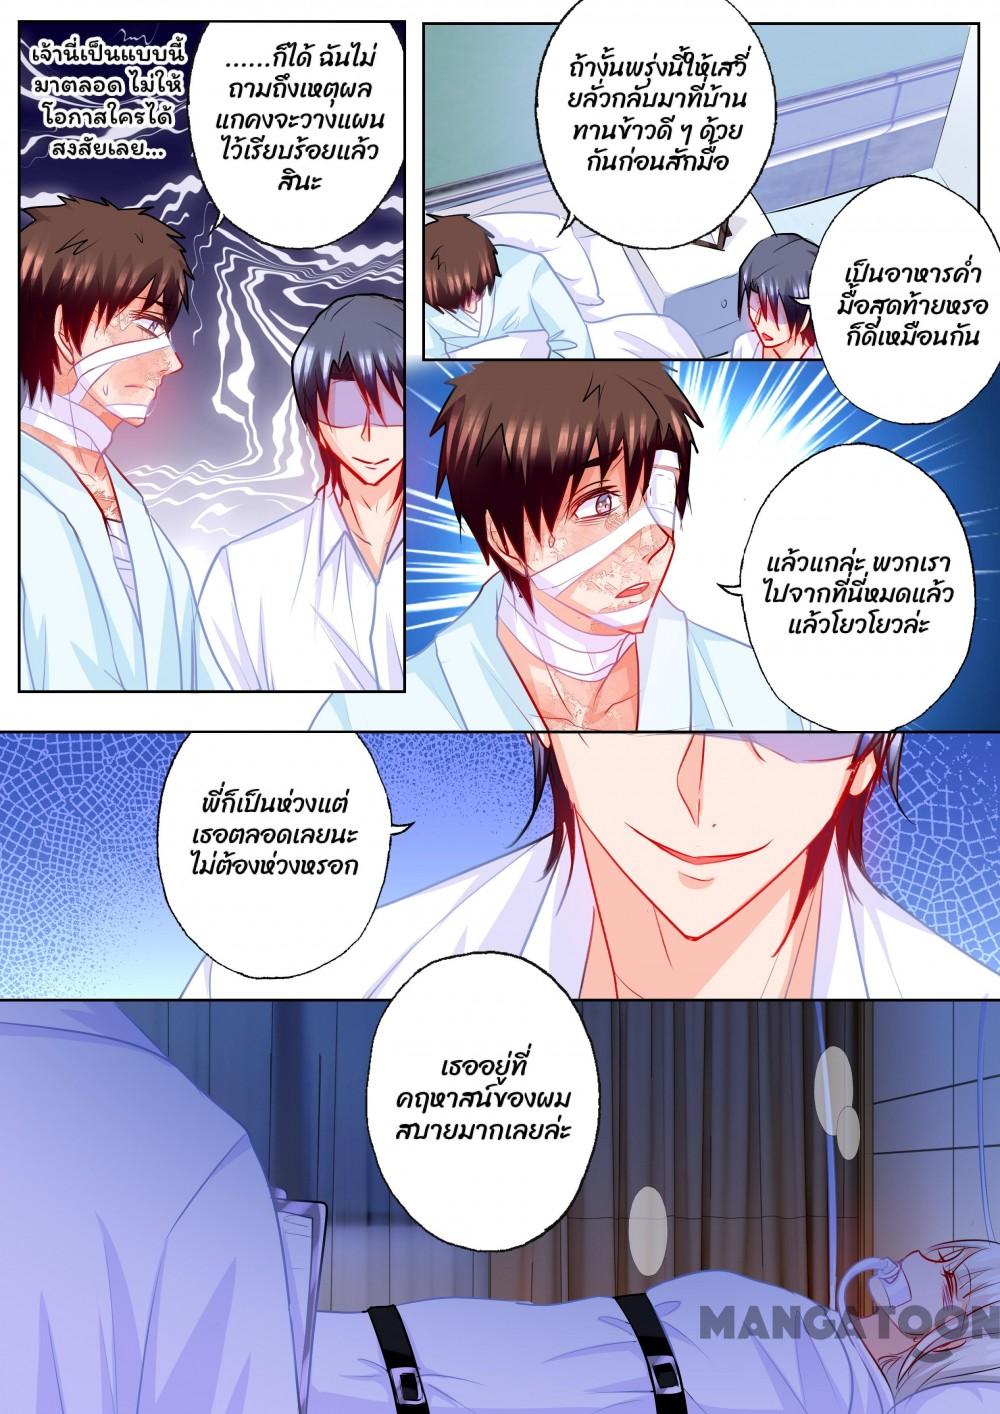 เจ้านี่เป็นแบบนี้
มาตลอด ไม่ให้
โอกาสใครได้
สงสัยเลย...
......ก็ได้ ฉันไม่
ถามถึงเหตุผล
แกคงจะวางแผน
ไว้เรียบร้อยแล้ว
สินะ
ถ้างั้นพรุ่งนี้ให้เสวี่
ยลั่วกลับมาที่บ้าน
ทานข้าวดี ๆ ด้วย
กันก่อนสักมื้อ
เป็นอาหารค่ำ
มื้อสุดท้ายหรอ
ก็ดีเหมือนกัน
แล้วแกล่ะ พวกเรา
ไปจากที่นี่หมดแล้ว
แล้วโยวโยวล่ะ
พี่ก็เป็นห่วงแต่
เธอตลอดเลยนะ
ไม่ต้องห่วงหรอก
เธออยู่ที่
คฤหาสน์ของผม
สบายมากเลยล่ะ
MANGATOON